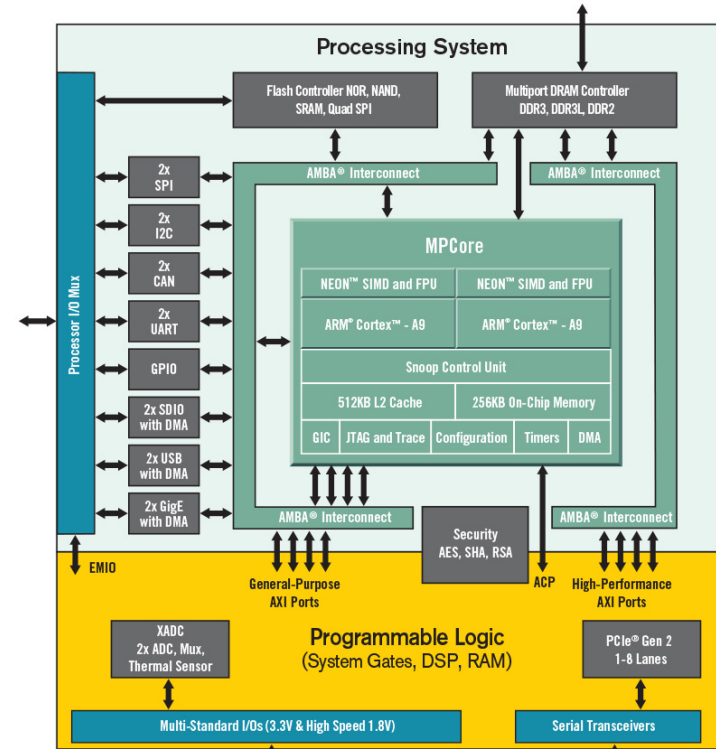 Processing System
Flash Controller NOR, NAND,
SRAM, Quad SPI
Multiport DRAM Controller
DDR3, DDR3L, DDR2
Processor I/O Mux
2x
SPI
2x
I2C
2x
CAN
2x
UART
GPIO
2x SDIO
with DMA
2x USB
with DMA
2x GigE
with DMA
AMBA® Interconnect
AMBA® Interconnect
MPCore
NEON™ SIMD and FPU
NEON™ SIMD and FPU
ARM® Cortex™ - A9
ARM® Cortex™ - A9
Snoop Control Unit
512KB L2 Cache
256KB On-Chip Memory
GIC
JTAG and Trace
Configuration
Timers
DMA
AMBA® Interconnect
Security
AES, SHA, RSA
AMBA® Interconnect
EMIO
General-Purpose
AXI Ports
ACP
High-Performance
AXI Ports
XADC
2x ADC, Mux,
Thermal Sensor
Programmable Logic
(System Gates, DSP, RAM)
PCIe® Gen 2
1-8 Lanes
Multi-Standard I/Os (3.3V & High Speed 1.8V)
Serial Transceivers